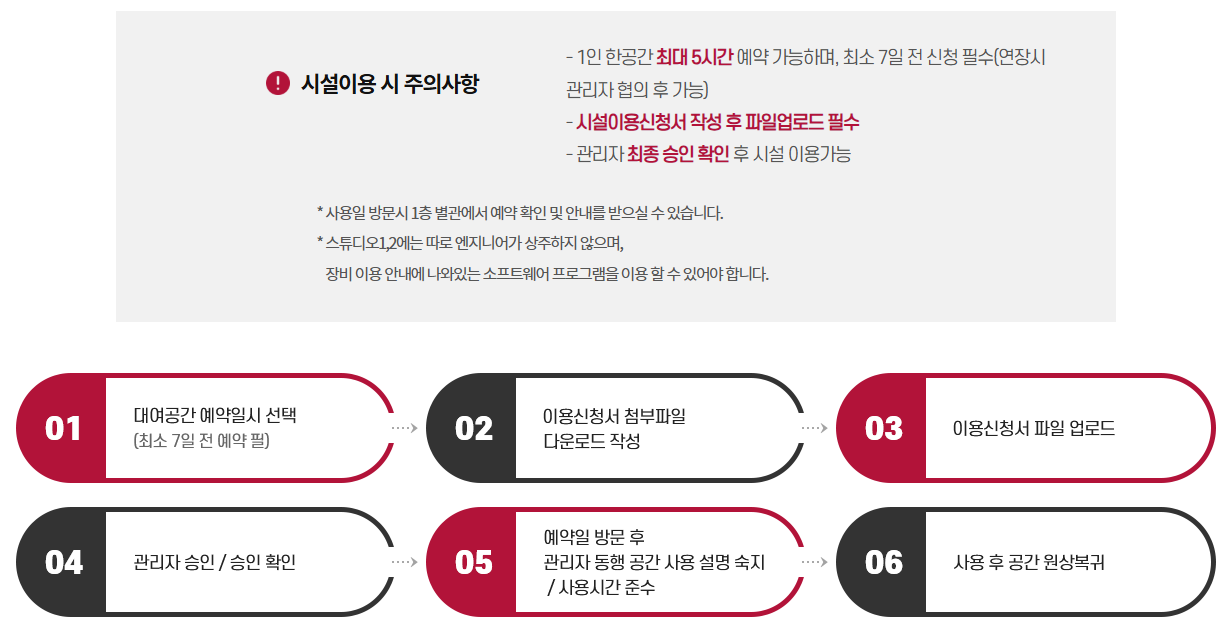 시설이용 시 주의사항
- 1인 한공간 최대 5시간 예약 가능하며, 최소 7일 전 신청 필수(연장시
관리자 협의 후 가능)
- 시설이용신청서 작성 후 파일업로드 필수
- 관리자 최종 승인 확인 후 시설 이용가능
* 사용일 방문시 1층 별관에서 예약 확인 및 안내를 받으실 수 있습니다.
* 스튜디오1,2에는 따로 엔지니어가 상주하지 않으며,
장비 이용 안내에 나와있는 소프트웨어 프로그램을 이용 할 수 있어야 합니다.
01
대여공간 예약일시 선택
(최소 7일 전 예약 필)
02
이용신청서 첨부파일
다운로드 작성
03
이용신청서 파일 업로드
04
관리자 승인 / 승인 확인
05
예약일 방문 후
관리자 동행 공간 사용 설명 숙지
/ 사용시간 준수
06
사용 후 공간 원상복귀